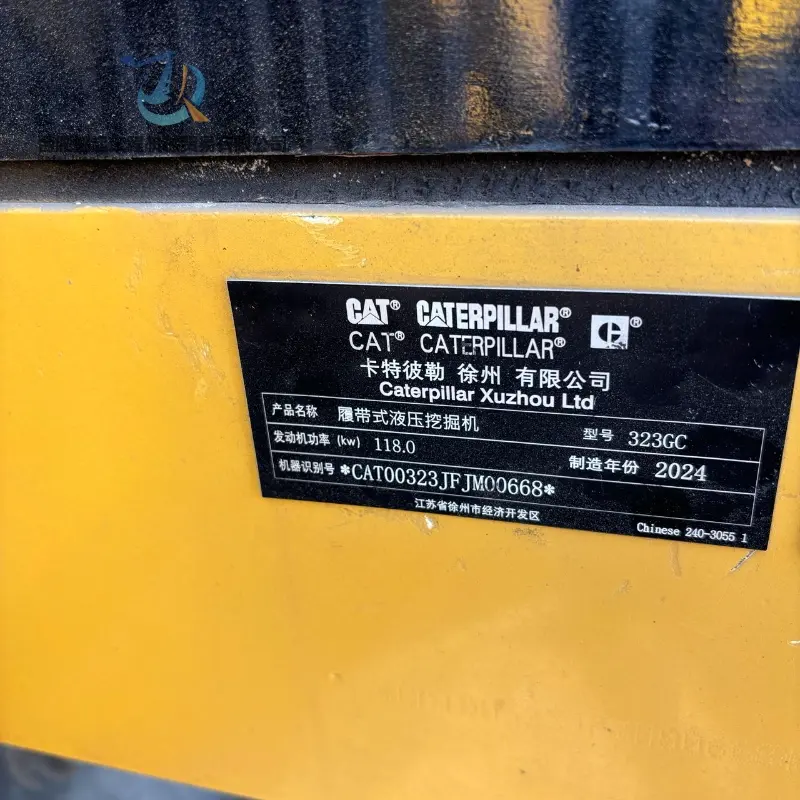 CAT® CATERPILLAR® ®
CAT® CATERPILLAR®
卡特彼勒 徐州 有限公司
Caterpillar Xuzhou Ltd
产品名称 履带式液压挖掘机 型号 323GC
发动机功率 (kw) 118.0 制造年份 2024
机器识别号 *CAT00323JFJM00668*
江苏省徐州市经济开发区
Chinese 240-3055 1